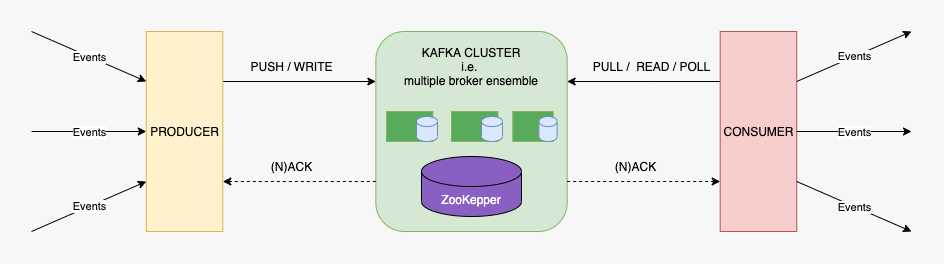 Events
Events
Events
PRODUCER
PUSH / WRITE
(N)ACK
KAFKA CLUSTER
i.e.
multiple broker ensemble
ZooKepper
PULL /  READ / POLL
(N)ACK
CONSUMER
Events
Events
Events